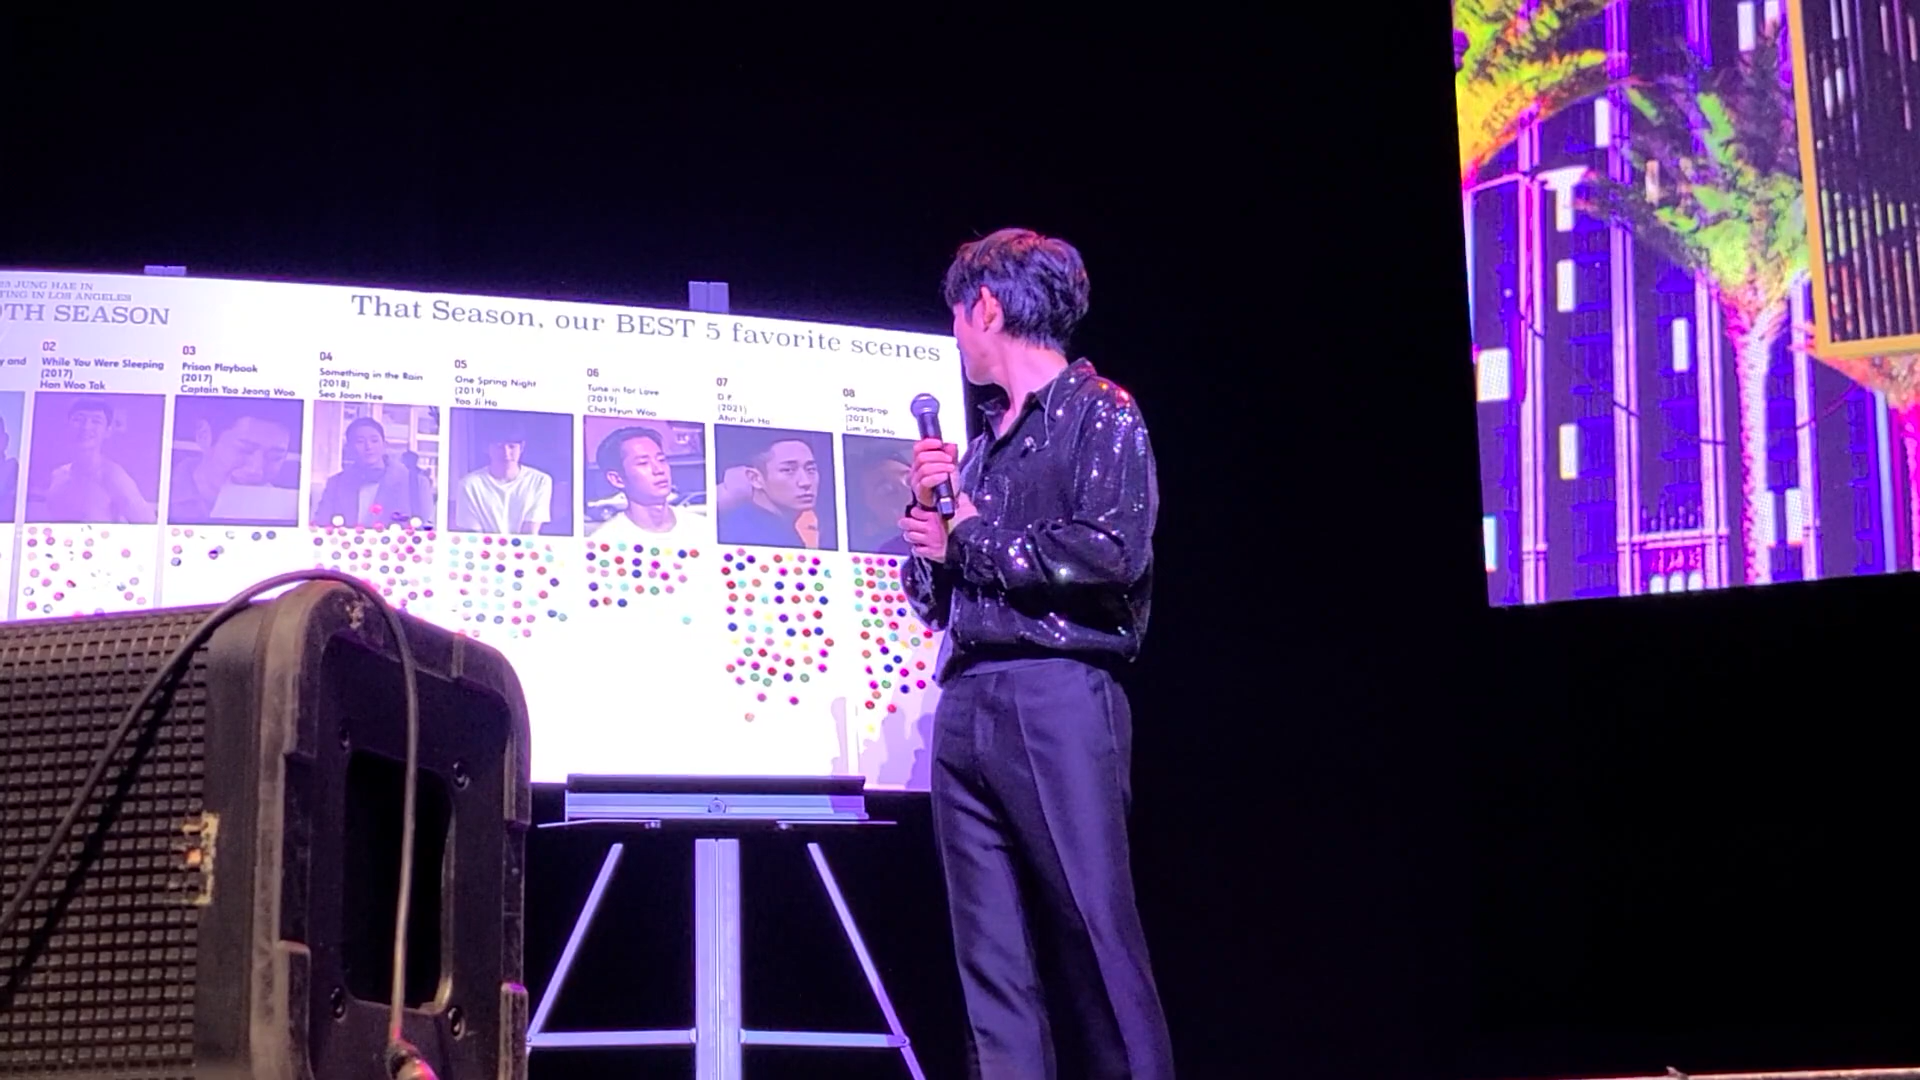 JUNG HAE IN
TING IN LOS ANGELES
OTH SEASON
That Season, our BEST 5 favorite scenes
y and
02
While You Were Sleeping
(2017)
Han Woo Tak
03
Prison Playbook
(2017)
Captain Yoo Jeong Woo
04
Something in the Rain
(2018)
Seo Joon Hee
05
One Spring Night
(2019)
Yoo Ji Ho
06
Tune in for Love
(2019)
Cha Hyun Woo
07
D.P.
(2021)
Ahn Jun Ho
08
Snowdrop
(2021)
Lim Soo Ho